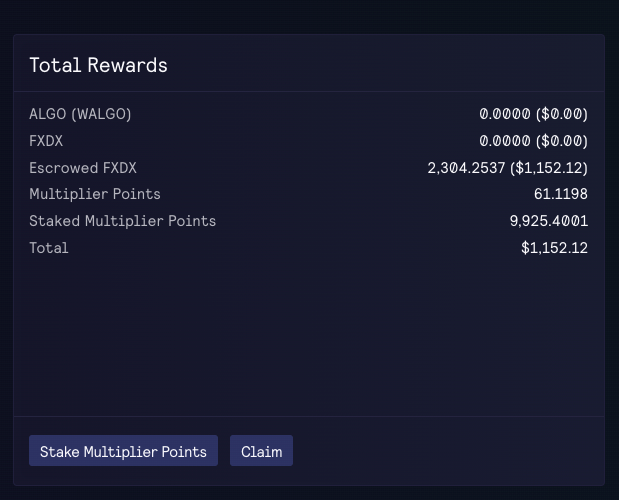 Total Rewards
ALGO (WALGO) 0.0000 ($0.00)
FXDX 0.0000 ($0.00)
Escrowed FXDX 2,304.2537 ($1,152.12)
Multiplier Points 61.1198
Staked Multiplier Points 9,925.4001
Total $1,152.12
Stake Multiplier Points Claim